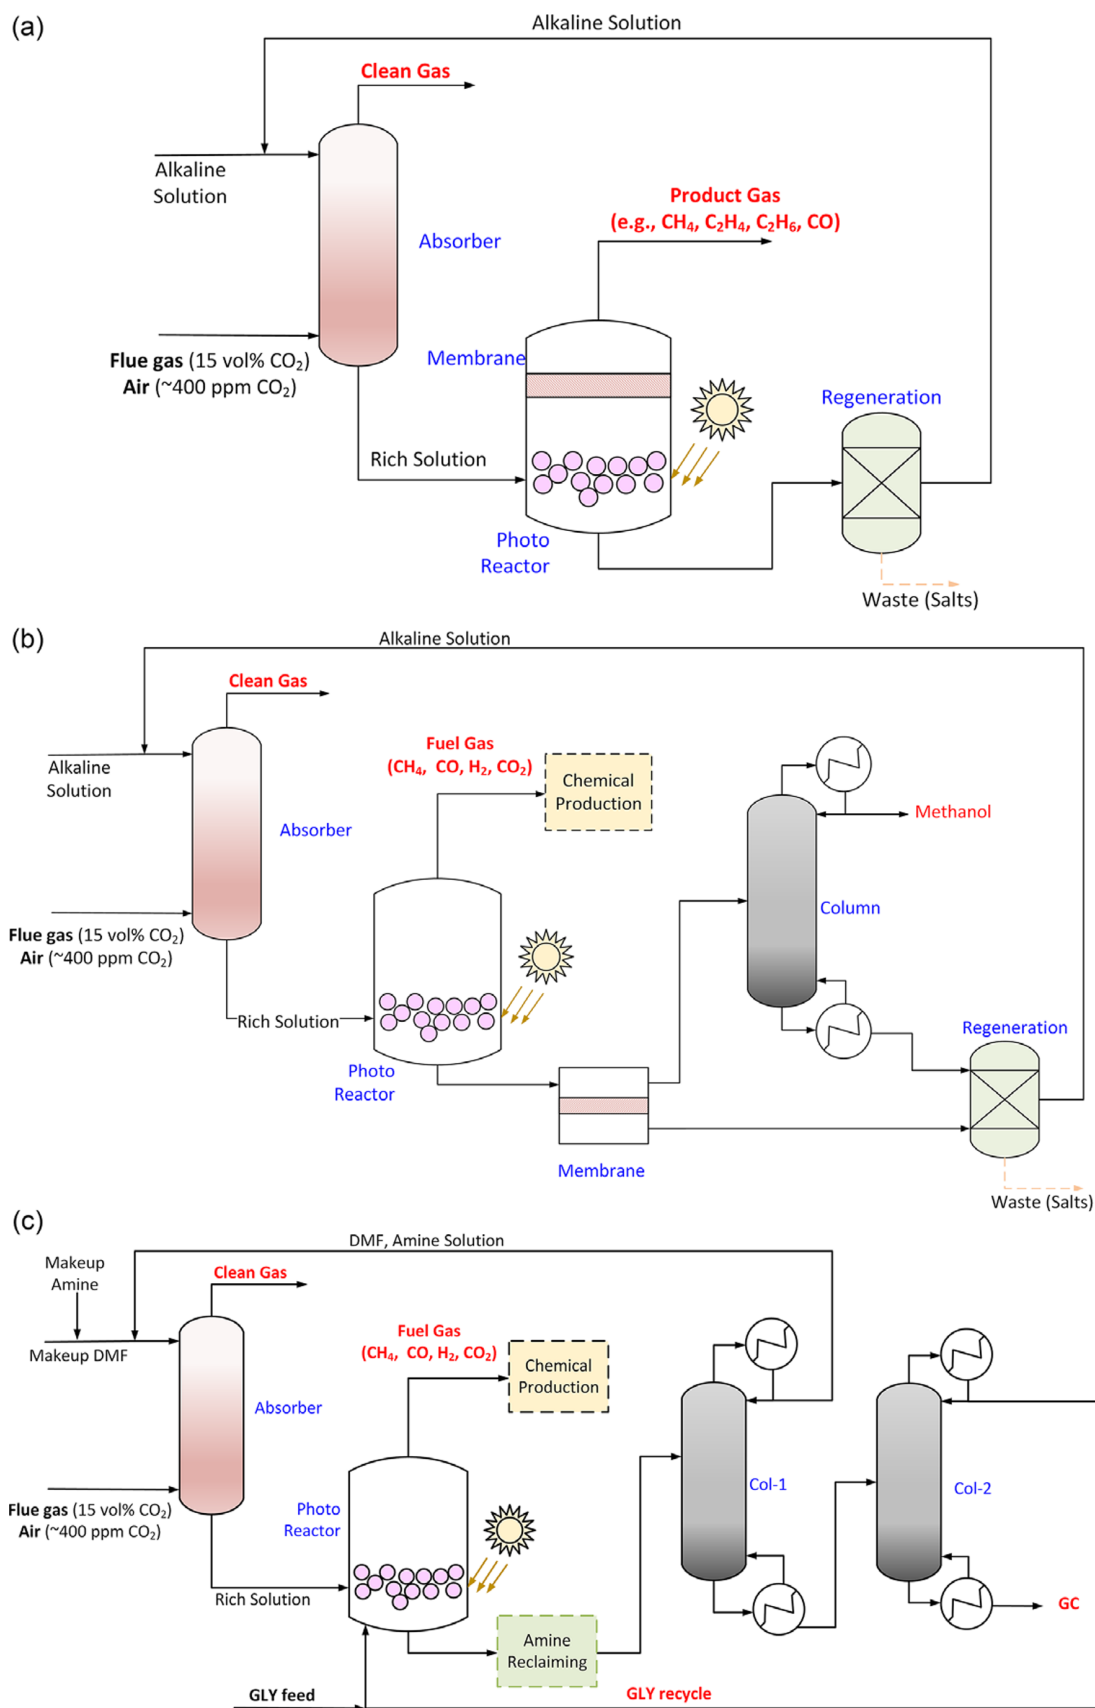 (a)
Alkaline Solution
Clean Gas
Alkaline
Solution
Product Gas
(e.g., CH₄, C₂H₄, C₂H₆, CO)
Absorber
Flue gas (15 vol% CO₂)
Air (~400 ppm CO₂)
Membrane
Regeneration
Rich Solution
Photo
Reactor
Waste (Salts)
(b)
Alkaline Solution
Clean Gas
Fuel Gas
(CH₄, CO, H₂, CO₂)
Alkaline
Solution
Chemical
Production
Methanol
Absorber
Column
Flue gas (15 vol% CO₂)
Air (~400 ppm CO₂)
Rich Solution
Regeneration
Photo
Reactor
Membrane
Waste (Salts)
(c)
DMF, Amine Solution
Makeup
Amine
Clean Gas
Makeup DMF
Fuel Gas
(CH₄, CO, H₂, CO₂)
Chemical
Production
Absorber
Col-1
Col-2
Flue gas (15 vol% CO₂)
Air (~400 ppm CO₂)
Photo
Reactor
Rich Solution
GC
Amine
Reclaiming
GLY feed
GLY recycle